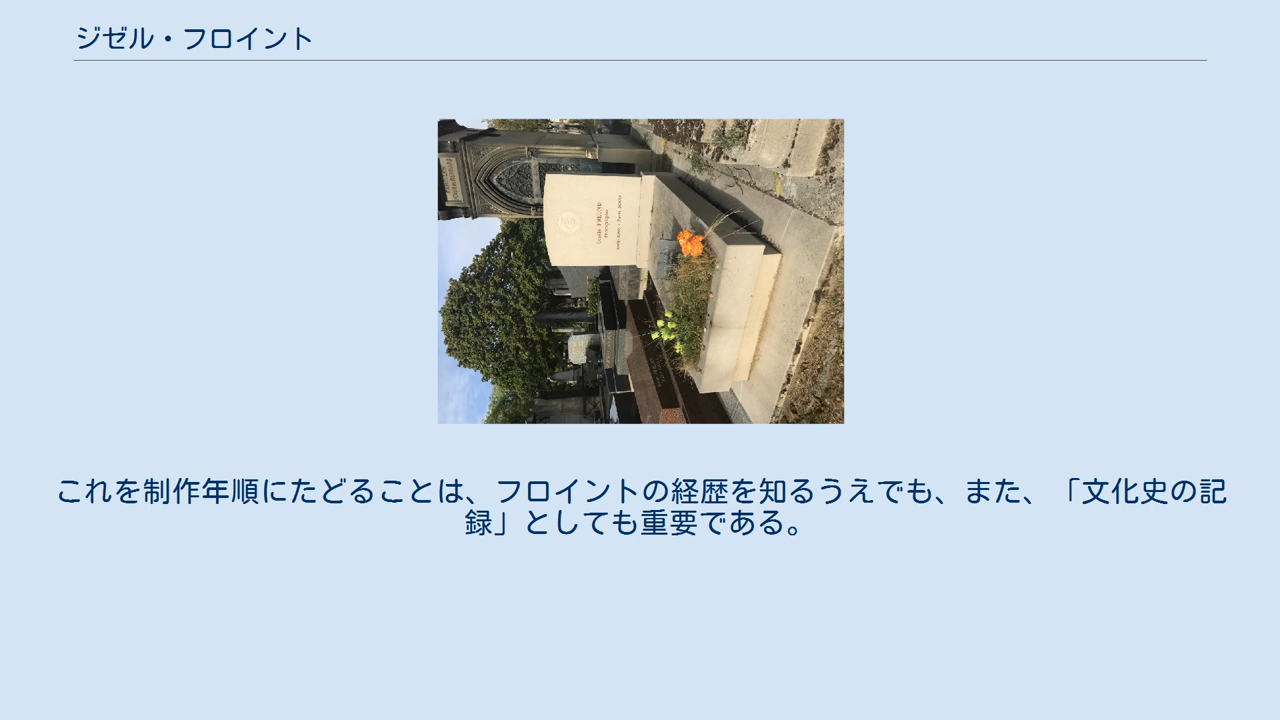 ジゼル・フロイント
これを制作年順にたどることは、フロイントの経歴を知るうえでも、また、「文化史の記
録」としても重要である。